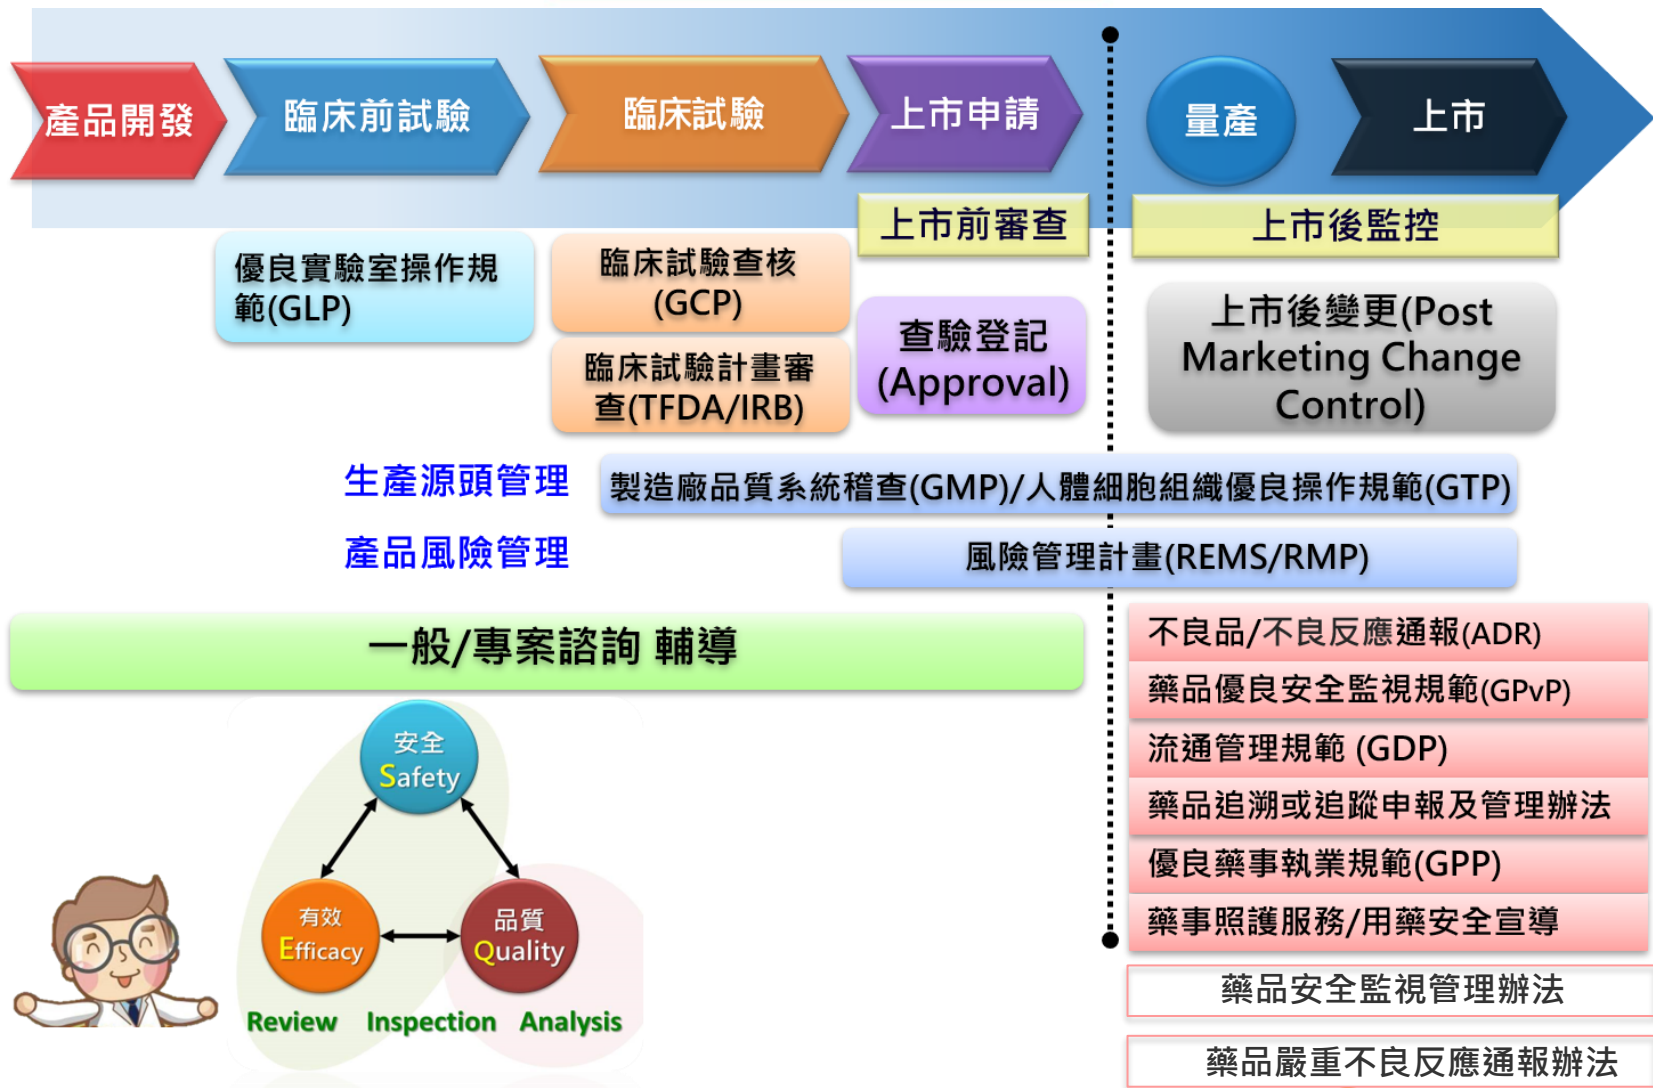 產品開發
臨床前試驗
臨床試驗
上市申請
量產
上市
上市前審查
上市後監控
優良實驗室操作規
範(GLP)
臨床試驗查核
(GCP)
臨床試驗計畫審
查(TFDA/IRB)
查驗登記
(Approval)
上市後變更(Post
Marketing Change
Control)
生產源頭管理
製造廠品質系統稽查(GMP)/人體細胞組織優良操作規範(GTP)
產品風險管理
風險管理計畫(REMS/RMP)
一般/專案諮詢 輔導
不良品/不良反應通報(ADR)
藥品優良安全監視規範(GPvP)
流通管理規範 (GDP)
藥品追溯或追蹤申報及管理辦法
優良藥事執業規範(GPP)
藥事照護服務/用藥安全宣導
藥品安全監視管理辦法
藥品嚴重不良反應通報辦法
安全
Safety
有效
Efficacy
品質
Quality
Review Inspection Analysis